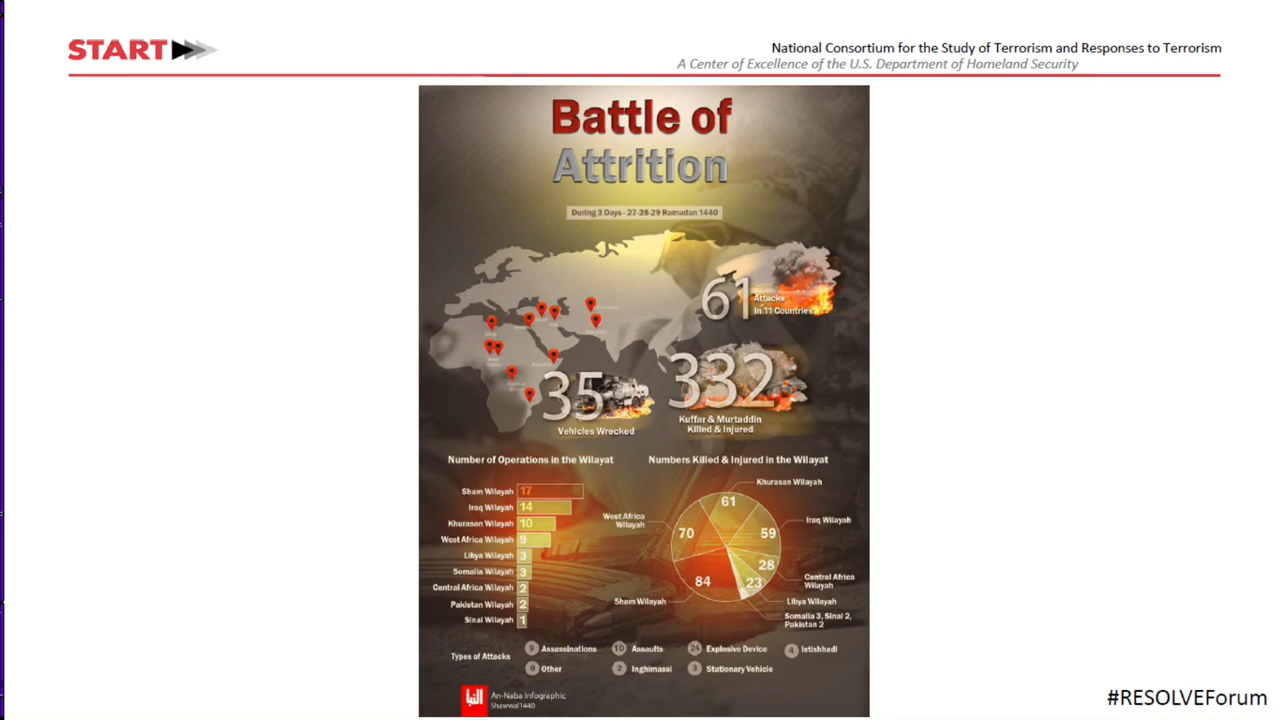 START
National Consortium for the Study of Terrorism and Responses to Terrorism
A Center of Excellence of the U.S. Department of Homeland Security
Battle of
Attrition
During 3 Days - 27-28-29 Ramadan 1440
61
Attacks
In 11 Countries
35
Vehicles Wrecked
332
Kuffar & Murtaddin
Killed & Injured
Number of Operations in the Wilayat
Sham Wilayah 17
Iraq Wilayah 14
Khurasan Wilayah 10
West Africa Wilayah 9
Libya Wilayah 3
Somalia Wilayah 3
Central Africa Wilayah 2
Pakistan Wilayah 2
Sinai Wilayah 1
Numbers Killed & Injured in the Wilayat
Khurasan Wilayah
61
West Africa
Wilayah
70
59
Iraq Wilayah
28
Central Africa
Wilayah
84
23
Sham Wilayah
Libya Wilayah
Somalia 3, Sinai 2,
Pakistan 2
Types of Attacks
9 Assassinations
10 Assaults
24 Explosive Device
4 Istishhadi
Other
2 Inghimassi
3 Stationary Vehicle
النبأ
An-Naba Infographic
Shawwal 1440
#RESOLVEForum